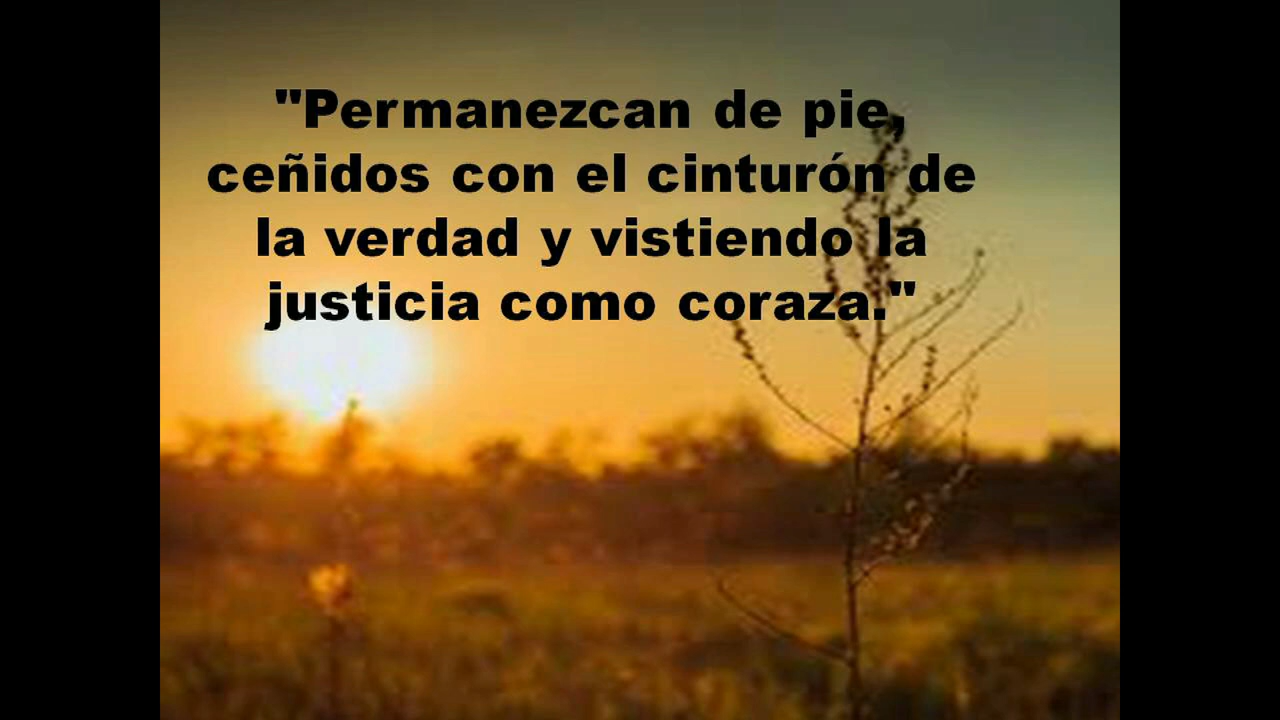 "Permanezcan de pie,
ceñidos con el cinturón de
la verdad y vistiendo la
justicia como coraza."